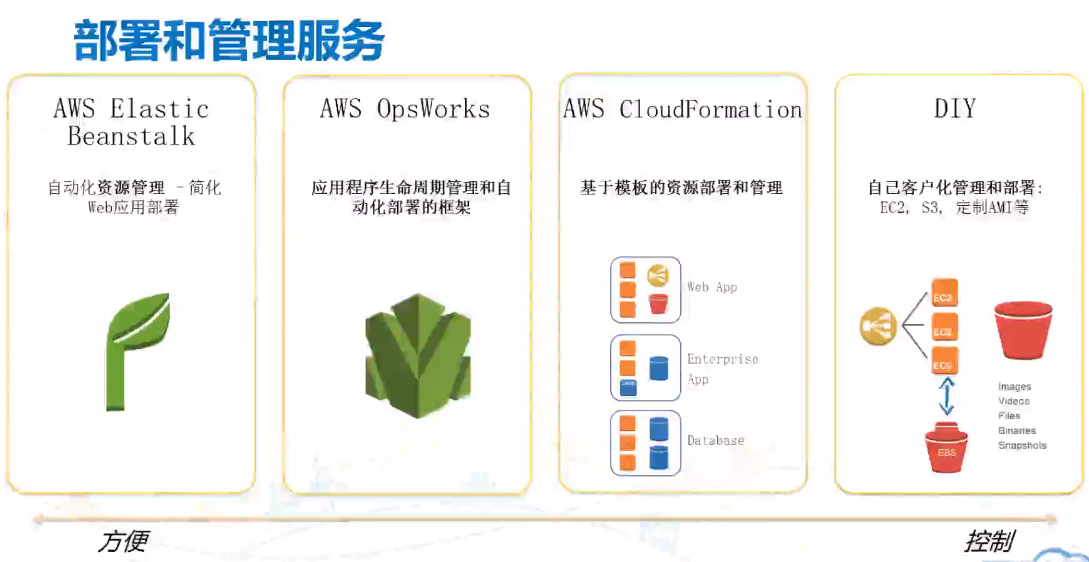 部署和管理服务
AWS Elastic
Beanstalk
自动化资源管理 - 简化
Web应用部署
AWS OpsWorks
应用程序生命周期管理和自
动化部署的框架
AWS CloudFormation
基于模板的资源部署和管理
Web App
Enterprise
App
Database
DIY
自己客户化管理和部署:
EC2, S3, 定制AMI等
EC2
EC2
EC2
EBS
Images
Videos
Files
Binaries
Snapshots
方便
控制